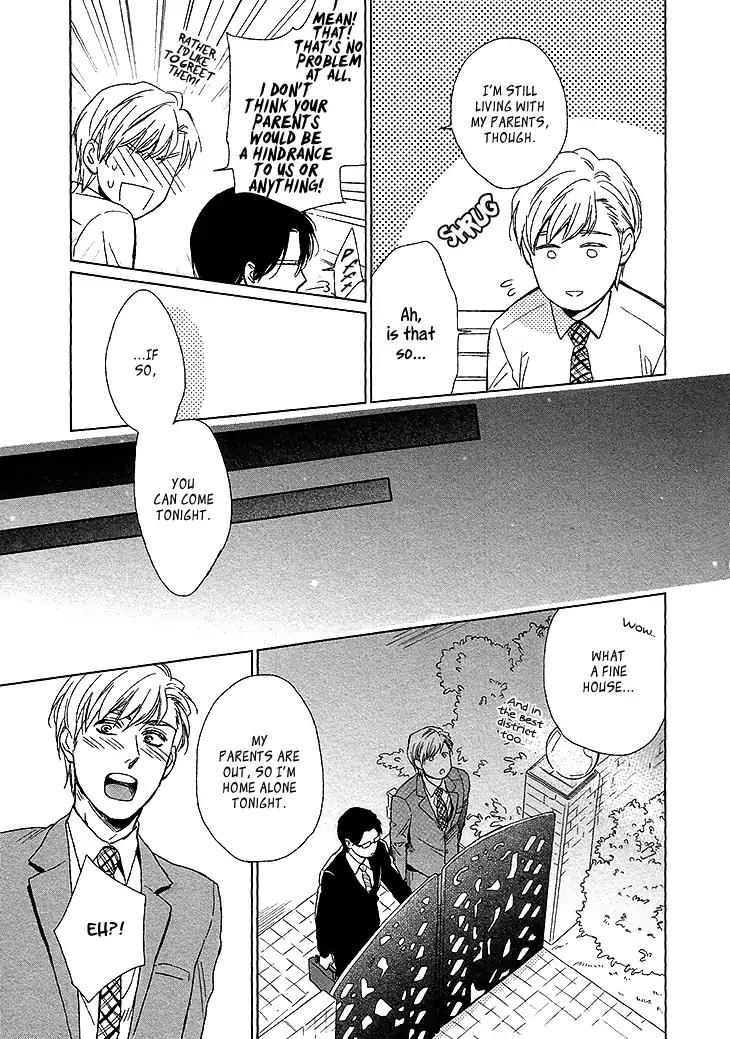 I'M STILL
LIVING WITH
MY PARENTS,
THOUGH.
SHRUG
Ah,
is that
so...
I
MEAN!
THAT!
THAT'S NO
PROBLEM
AT ALL.
I DON'T
THINK YOUR
PARENTS
WOULD BE
A HINDRANCE
TO US OR
ANYTHING!
RATHER,
I'D LIKE
TO GREET
THEM!
...IF
SO,
YOU
CAN COME
TONIGHT.
WOW...
WHAT
A FINE
HOUSE...
And in
the best
district
too...
MY
PARENTS ARE
OUT, SO I'M
HOME ALONE
TONIGHT.
EH?!